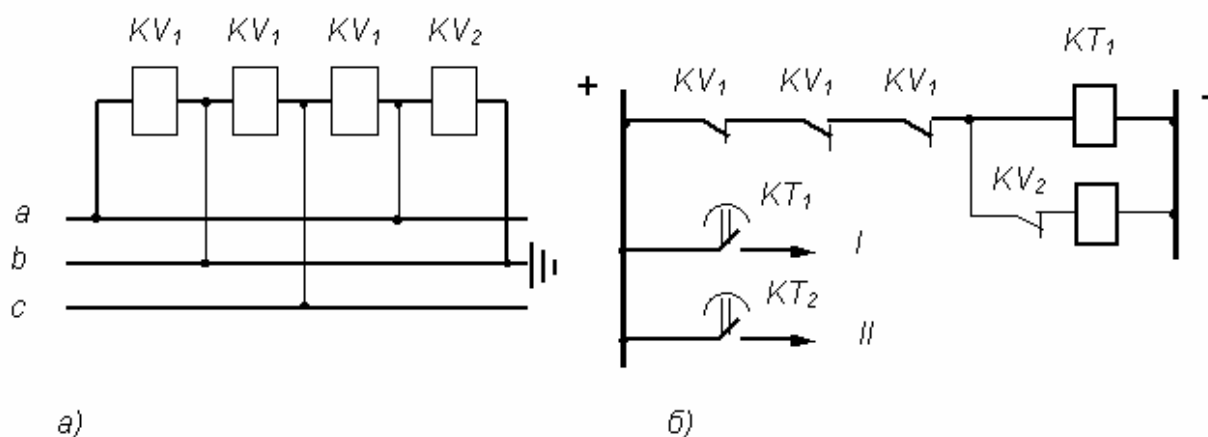 KV₁ KV₁ KV₁ KV₂
a
b
c
а)
KT₁
+ KV₁ KV₁ KV₁ -
KV₂
KT₁
I
KT₂
II
б)